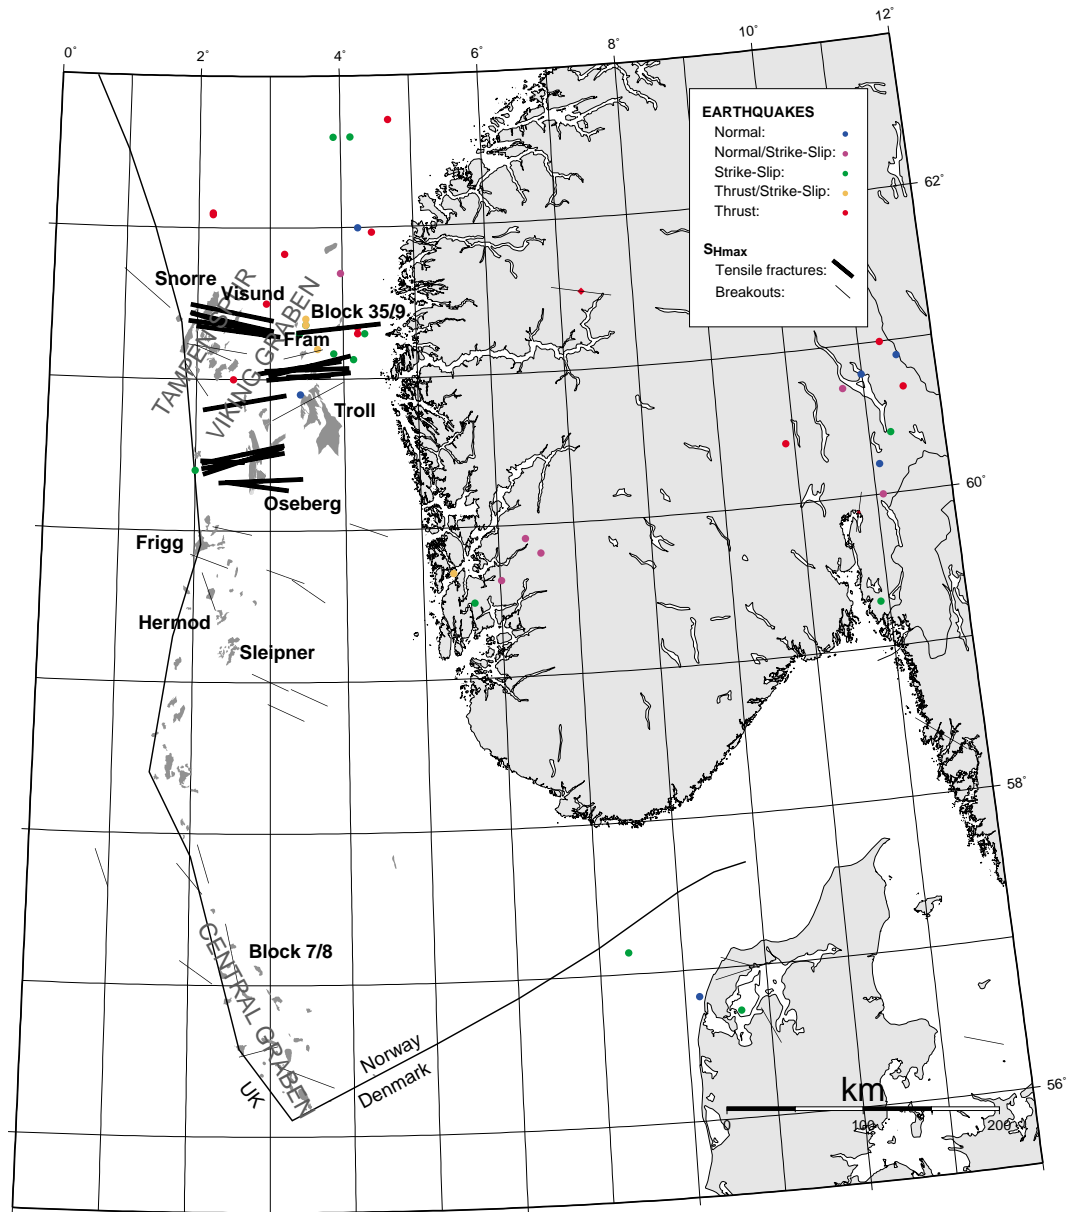 0°
2°
4°
6°
8°
10°
12°
EARTHQUAKES
Normal:
Normal/Strike-Slip:
Strike-Slip:
Thrust/Strike-Slip:
Thrust:
SHmax
Tensile fractures:
Breakouts:
62°
60°
58°
56°
Snorre
Visund
Block 35/9
Fram
TAMPEN SPUR
VIKING GRABEN
Troll
Oseberg
Frigg
Hermod
Sleipner
Block 7/8
CENTRAL GRABEN
Norway
Denmark
UK
km
0 100 200